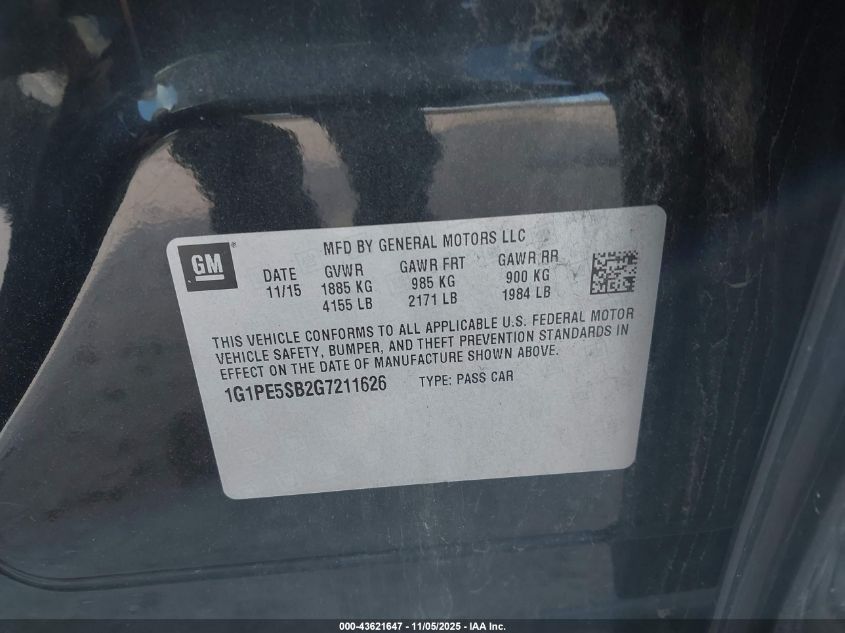 MFD BY GENERAL MOTORS LLC
GM®
DATE GVWR GAWR FRT GAWR RR
11/15 1885 KG 985 KG 900 KG
4155 LB 2171 LB 1984 LB
THIS VEHICLE CONFORMS TO ALL APPLICABLE U.S. FEDERAL MOTOR
VEHICLE SAFETY, BUMPER, AND THEFT PREVENTION STANDARDS IN
EFFECT ON THE DATE OF MANUFACTURE SHOWN ABOVE.
1G1PE5SB2G7211626 TYPE: PASS CAR
000-43621647 - 11/05/2025 - IAA Inc.